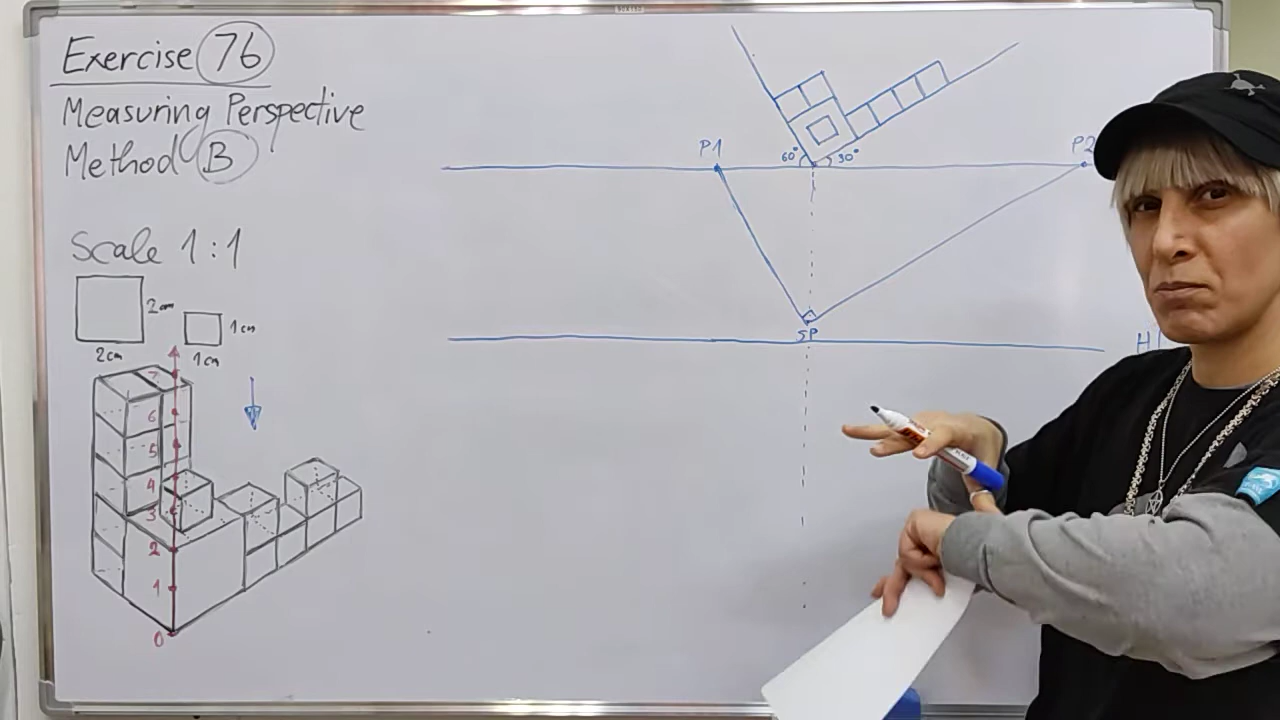 Exercise 76
Measuring Perspective
Method B
Scale 1:1
2cm
1cm
2cm
1cm
7
6
5
4
3
2
1
0
P1
60°
30°
P2
SP